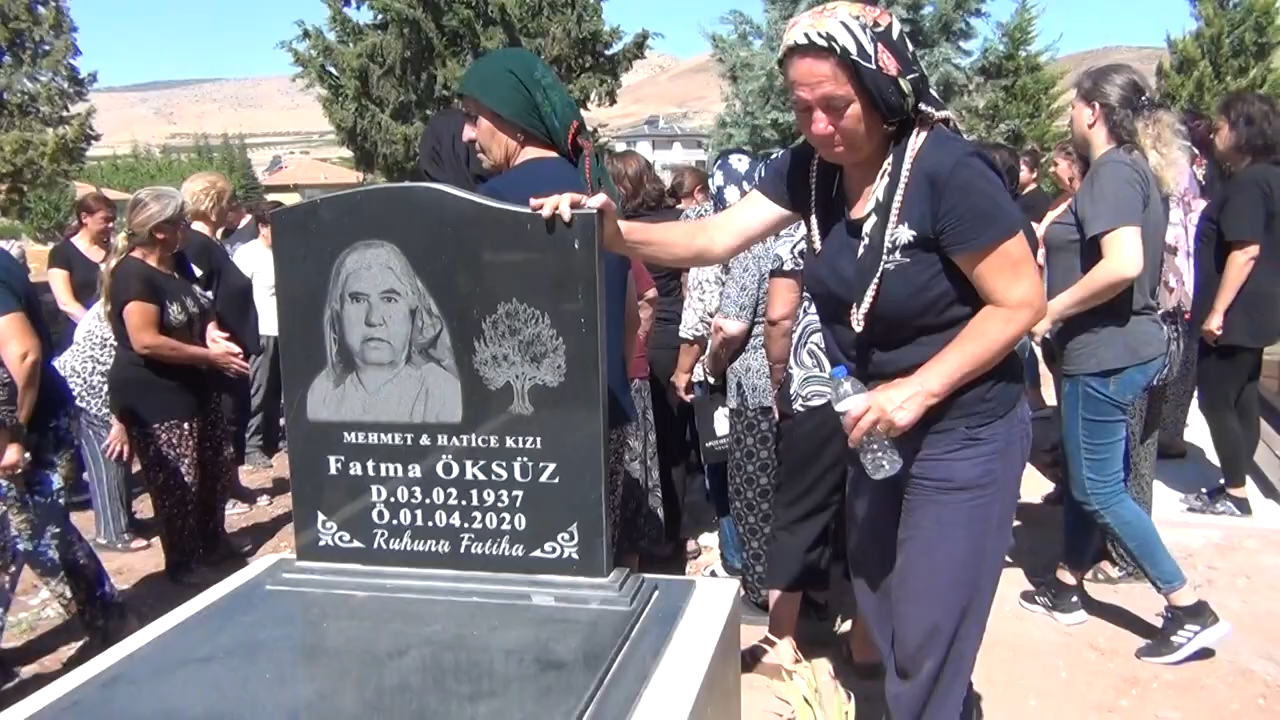 MEHMET & HATİCE KIZI
Fatma ÖKSÜZ
D.03.02.1937
Ö.01.04.2020
Ruhuna Fatiha